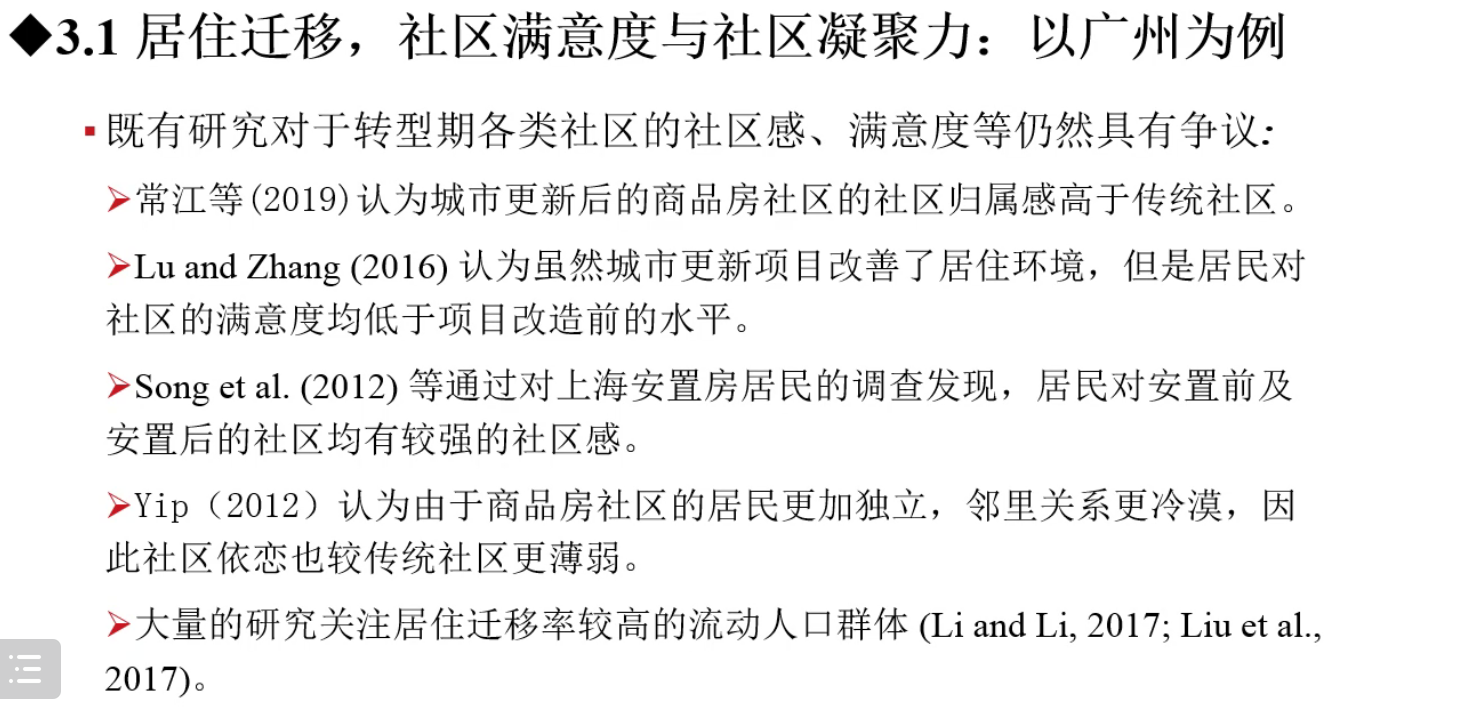 ◆3.1 居住迁移，社区满意度与社区凝聚力：以广州为例
▪既有研究对于转型期各类社区的社区感、满意度等仍然具有争议：
➢常江等(2019)认为城市更新后的商品房社区的社区归属感高于传统社区。
➢Lu and Zhang (2016) 认为虽然城市更新项目改善了居住环境，但是居民对
社区的满意度均低于项目改造前的水平。
➢Song et al. (2012) 等通过对上海安置房居民的调查发现，居民对安置前及
安置后的社区均有较强的社区感。
➢Yip（2012）认为由于商品房社区的居民更加独立，邻里关系更冷漠，因
此社区依恋也较传统社区更薄弱。
➢大量的研究关注居住迁移率较高的流动人口群体 (Li and Li, 2017; Liu et al.,
2017)。